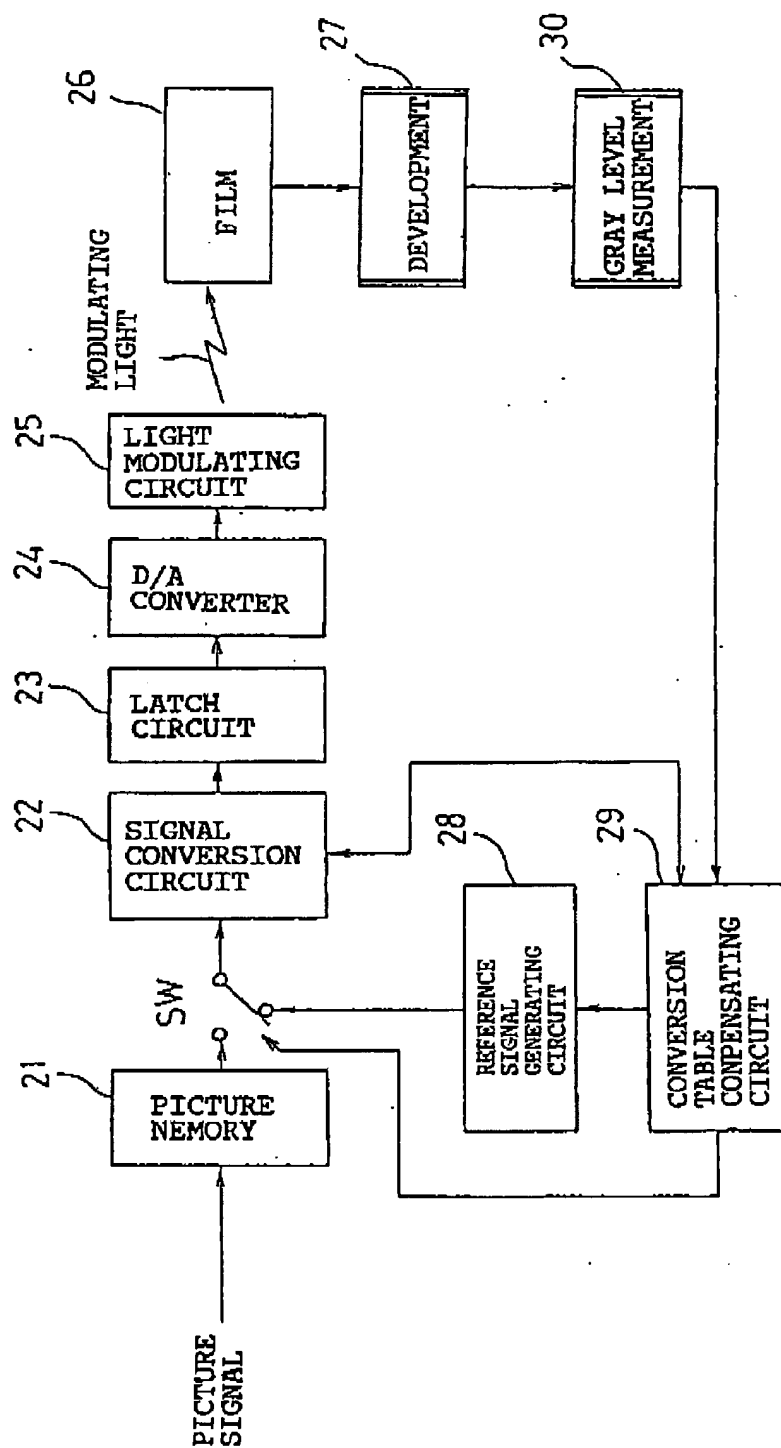 PICTURE
SIGNAL
21
PICTURE
NEMORY
SW
22
SIGNAL
CONVERSION
CIRCUIT
23
LATCH
CIRCUIT
24
D/A
CONVERTER
25
LIGHT
MODULATING
CIRCUIT
MODULATING
LIGHT
26
FILM
27
DEVELOPMENT
30
GRAY LEVEL
MEASUREMENT
28
REFERENCE
SIGNAL
GENERATING
CIRCUIT
29
CONVERSION
TABLE
CONPENSATING
CIRCUIT